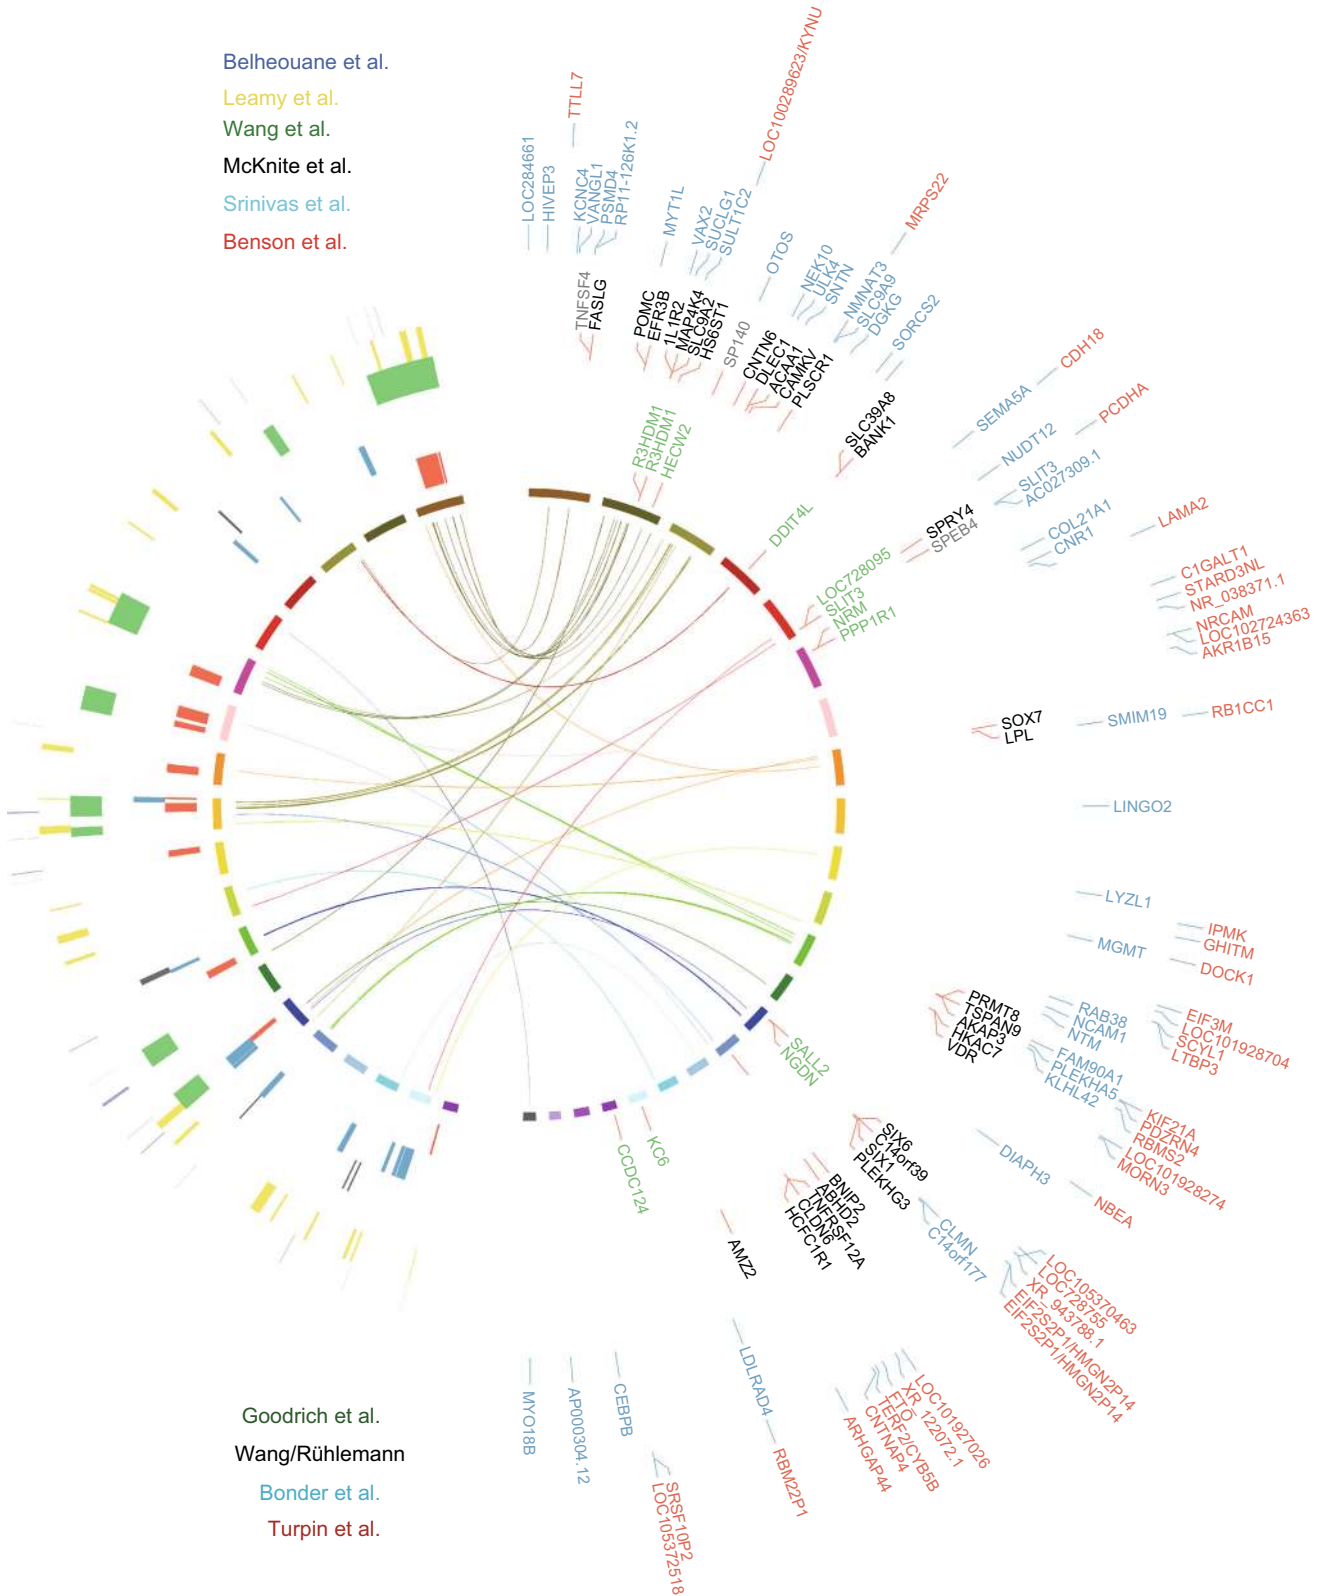 Belheouane et al.
Leamy et al.
Wang et al.
McKnite et al.
Srinivas et al.
Benson et al.
LOC284661
HIVEP3
TTLL7
KCNC4
VANGL1
PSMD4
RP11-126K1.2
MYT1L
VAX2
SUCLG1
SULT1C2
LOC100289623/KYNU
OTOS
NEK10
ULK4
SNTN
NMNAT3
SLC9A9
DGKG
MRPS22
SORCS2
TNFSF4
FASLG
POMC
EFR3B
1L1R2
MAP4K4
SLC9A2
HS6ST1
SP140
CNTN6
DLEC1
ACAA1
CAMKV
PLSCR1
SLC39A8
BANK1
R3HDM1
R3HDM1
HECW2
DDIT4L
CDH18
SEMA5A
PCDHA
NUDT12
SLIT3
AC027309.1
SPRY4
SPEB4
COL21A1
CNR1
LAMA2
LOC728095
SLIT3
NRM
PPP1R1
C1GALT1
STARD3NL
NR_038371.1
NRCAM
LOC102724363
AKR1B15
SOX7
LPL
SMIM19
RB1CC1
LINGO2
LYZL1
MGMT
IPMK
GHITM
DOCK1
PRMT8
TSPAN9
AKAP3
HKAC7
VDR
RAB38
NCAM1
NTM
EIF3M
LOC101928704
SCYL1
LTBP3
FAM90A1
PLEKHA5
KLHL42
KIF21A
PDZRN4
RBMS2
LOC101928274
MORN3
SALL2
NGDN
DIAPH3
NBEA
SIX6
C14orf39
SIX1
PLEKHG3
CLMN
C14orf177
LOC105370463
LOC728755
XR_943788.1
EIF2S2P1/HMGN2P14
EIF2S2P1/HMGN2P14
BNIP2
ABHD2
TNFRSF12A
CLDN6
HCFC1R1
LOC101927026
XR_122072.1
FTO
TERF2/CYB5B
CNTNAP4
ARHGAP44
AMZ2
LDLRAD4
RBM22P1
KC6
CCDC124
CEBPB
SRSF10P2
LOC105372518
AP000304.12
MYO18B
Goodrich et al.
Wang/Rühlemann
Bonder et al.
Turpin et al.